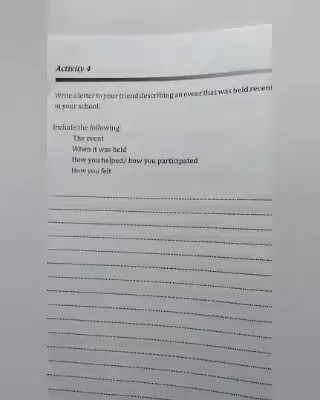 Activity 4
Write a letter to your friend describing an event that was held recent
in your school.
Include the following:
The event
When it was held
How you helped/ how you participated
How you felt